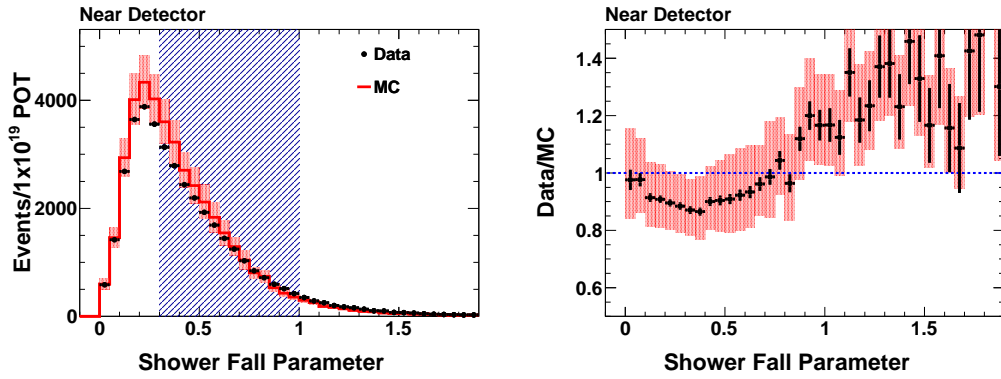 Near Detector
Events/1x10^19 POT
4000
2000
0
Data
MC
0
0.5
1
1.5
Shower Fall Parameter
Near Detector
Data/MC
1.4
1.2
1
0.8
0.6
0
0.5
1
1.5
Shower Fall Parameter